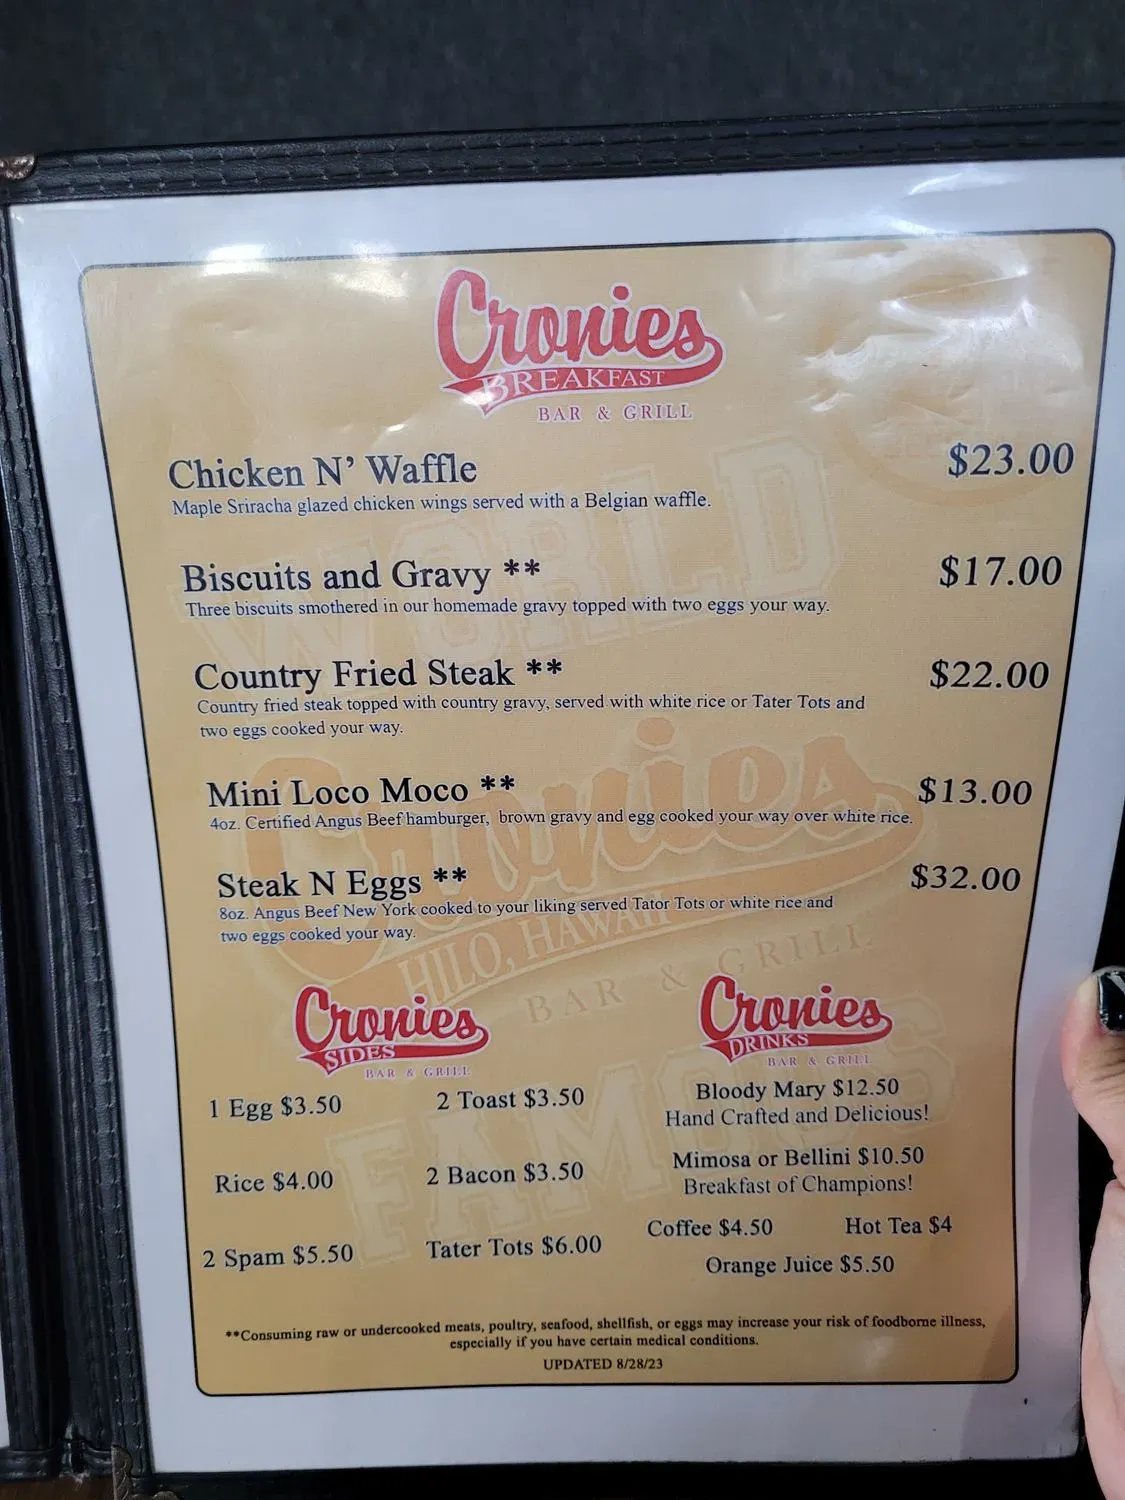 Cronies
BREAKFAST
BAR & GRILL
Chicken N' Waffle $23.00
Maple Sriracha glazed chicken wings served with a Belgian waffle.
Biscuits and Gravy ** $17.00
Three biscuits smothered in our homemade gravy topped with two eggs your way.
Country Fried Steak ** $22.00
Country fried steak topped with country gravy, served with white rice or Tater Tots and
two eggs cooked your way.
Mini Loco Moco ** $13.00
4oz. Certified Angus Beef hamburger, brown gravy and egg cooked your way over white rice.
Steak N Eggs ** $32.00
8oz. Angus Beef New York cooked to your liking served Tator Tots or white rice and
two eggs cooked your way.
WORLD
Cronies
HILO, HAWAII
BAR & GRILL
FAMOUS
Cronies
SIDES
BAR & GRILL
1 Egg $3.50 2 Toast $3.50
Rice $4.00 2 Bacon $3.50
2 Spam $5.50 Tater Tots $6.00
Cronies
DRINKS
BAR & GRILL
Bloody Mary $12.50
Hand Crafted and Delicious!
Mimosa or Bellini $10.50
Breakfast of Champions!
Coffee $4.50 Hot Tea $4
Orange Juice $5.50
**Consuming raw or undercooked meats, poultry, seafood, shellfish, or eggs may increase your risk of foodborne illness,
especially if you have certain medical conditions.
UPDATED 8/28/23